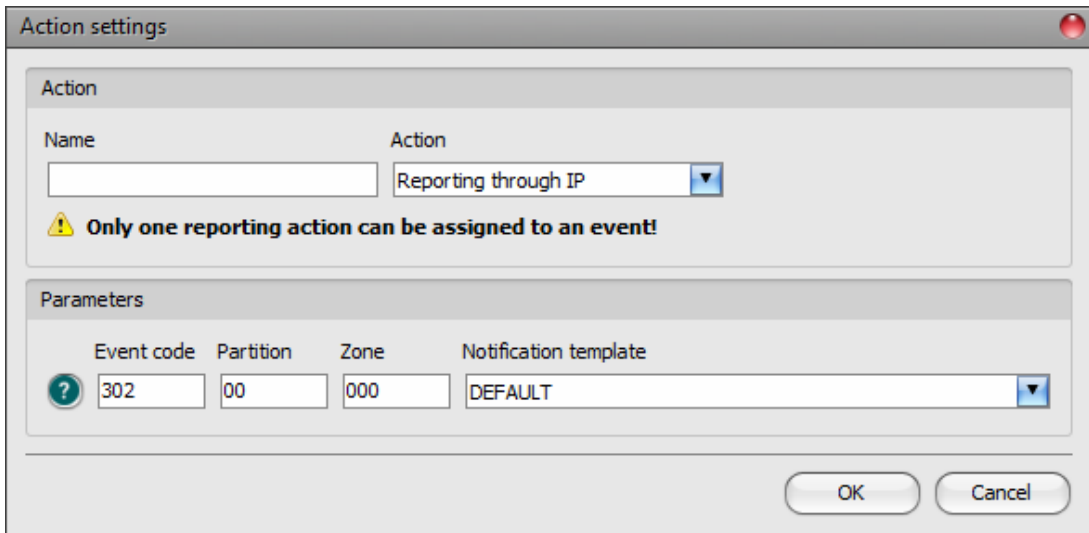 Action settings
Action
Name Action
Reporting through IP
Only one reporting action can be assigned to an event!
Parameters
Event code Partition Zone Notification template
? 302 00 000 DEFAULT
OK Cancel